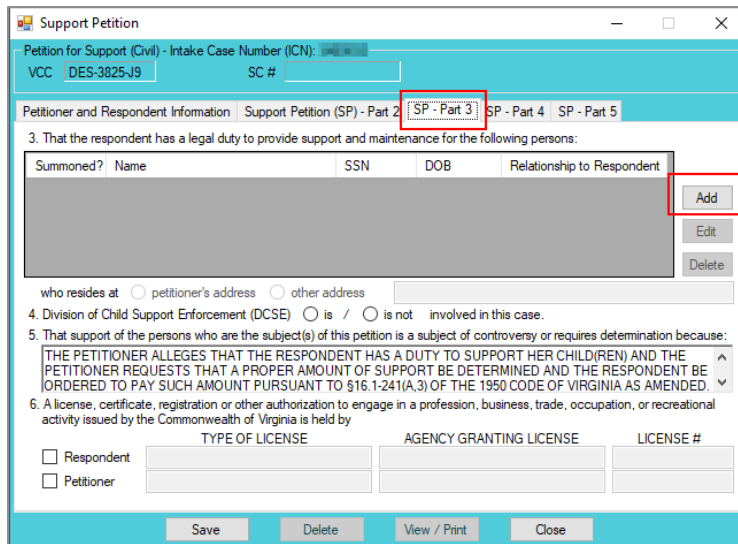 Support Petition
Petition for Support (Civil) - Intake Case Number (ICN):
VCC DES-3825-J9 SC #
Petitioner and Respondent Information Support Petition (SP) - Part 2 SP - Part 3 SP - Part 4 SP - Part 5
3. That the respondent has a legal duty to provide support and maintenance for the following persons:
Summoned? Name SSN DOB Relationship to Respondent
Add
Edit
Delete
who resides at petitioner's address other address
4. Division of Child Support Enforcement (DCSE) is / is not involved in this case.
5. That support of the persons who are the subject(s) of this petition is a subject of controversy or requires determination because:
THE PETITIONER ALLEGES THAT THE RESPONDENT HAS A DUTY TO SUPPORT HER CHILD(REN) AND THE
PETITIONER REQUESTS THAT A PROPER AMOUNT OF SUPPORT BE DETERMINED AND THE RESPONDENT BE
ORDERED TO PAY SUCH AMOUNT PURSUANT TO §16.1-241(A,3) OF THE 1950 CODE OF VIRGINIA AS AMENDED.
6. A license, certificate, registration or other authorization to engage in a profession, business, trade, occupation, or recreational
activity issued by the Commonwealth of Virginia is held by
TYPE OF LICENSE AGENCY GRANTING LICENSE LICENSE #
Respondent
Petitioner
Save Delete View / Print Close